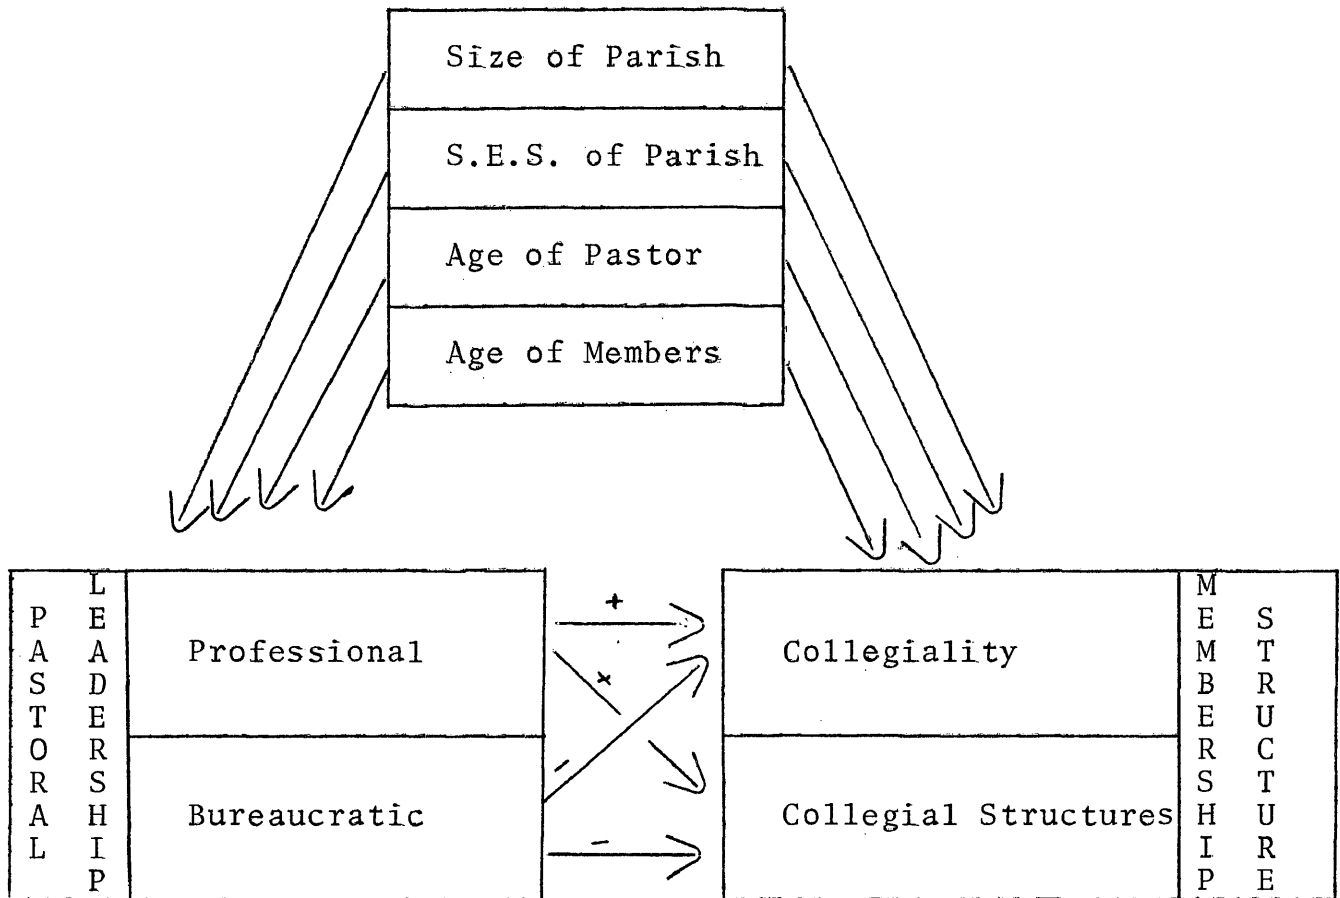 Size of Parish
S.E.S. of Parish
Age of Pastor
Age of Members
PASTORAL
LEADERSHIP
Professional
Bureaucratic
+
+
-
-
Collegiality
Collegial Structures
MEMBERSHIP
STRUCTURE